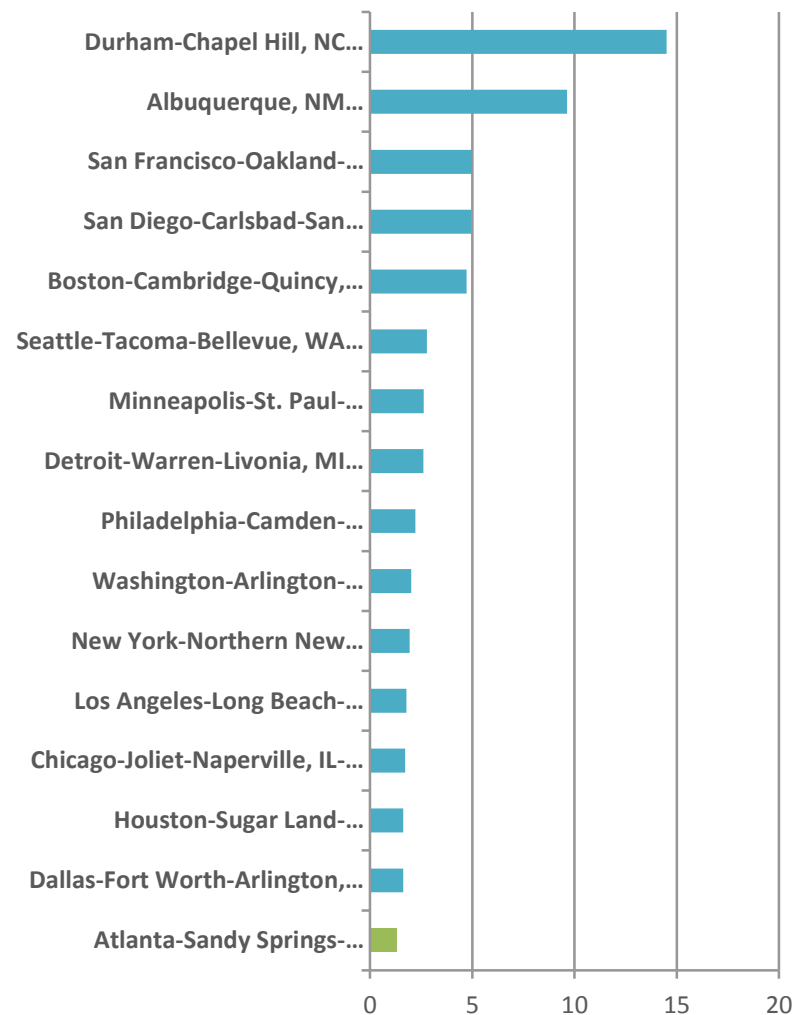 Durham-Chapel Hill, NC…
Albuquerque, NM…
San Francisco-Oakland-…
San Diego-Carlsbad-San…
Boston-Cambridge-Quincy,…
Seattle-Tacoma-Bellevue, WA…
Minneapolis-St. Paul-…
Detroit-Warren-Livonia, MI…
Philadelphia-Camden-…
Washington-Arlington-…
New York-Northern New…
Los Angeles-Long Beach-…
Chicago-Joliet-Naperville, IL-…
Houston-Sugar Land-…
Dallas-Fort Worth-Arlington,…
Atlanta-Sandy Springs-…
0 5 10 15 20